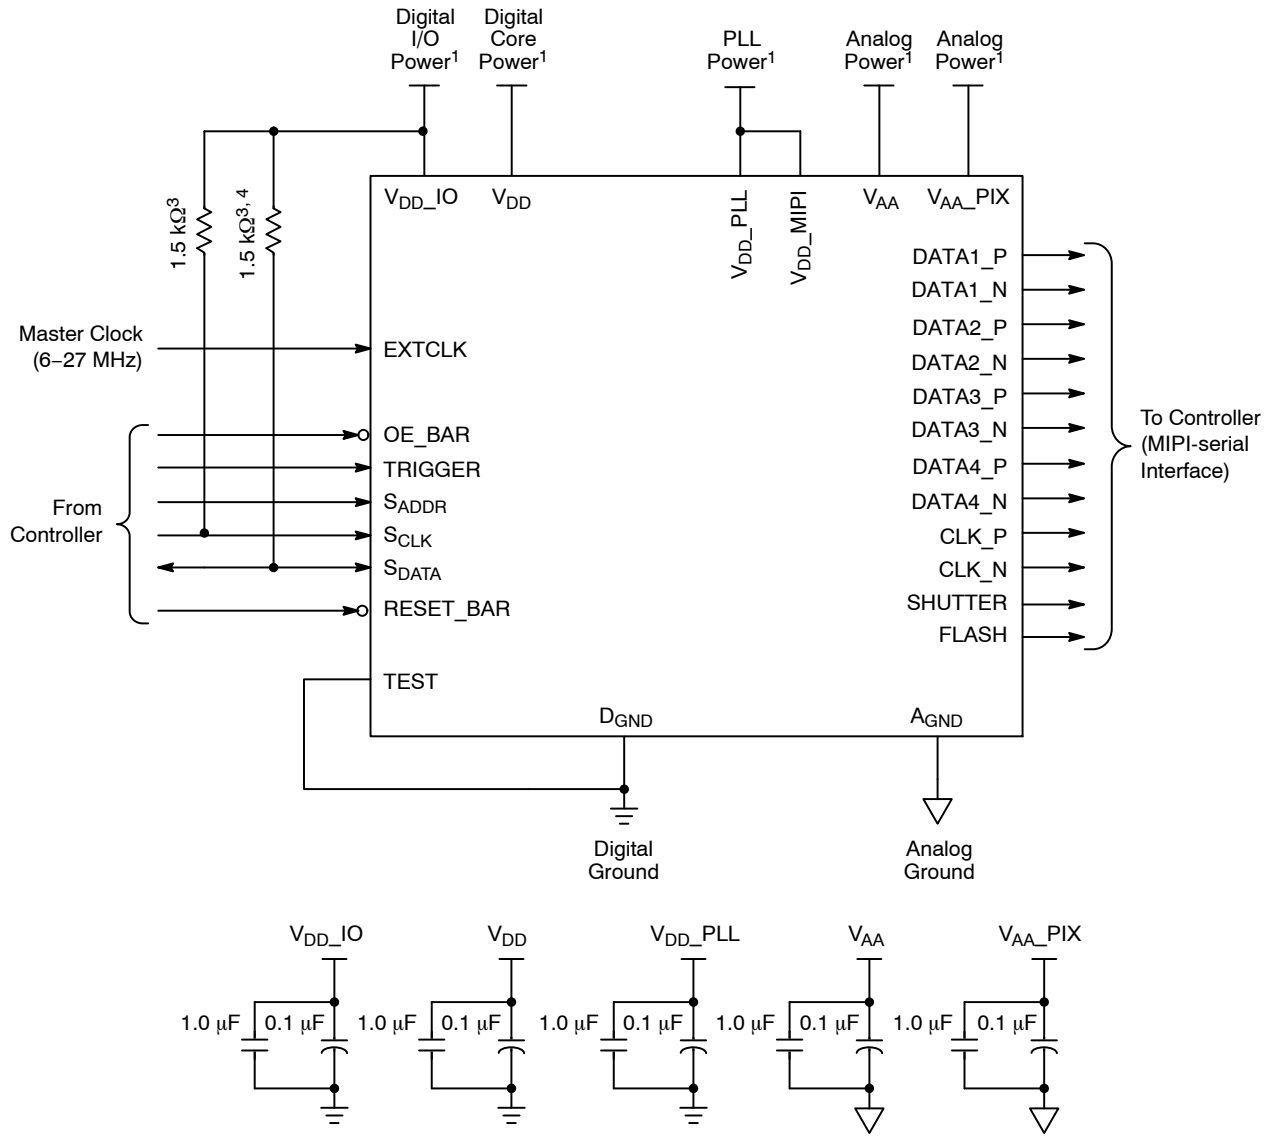 Digital I/O Power1
Digital Core Power1
PLL Power1
Analog Power1
Analog Power1
1.5 kΩ3
1.5 kΩ3, 4
VDD_IO
VDD
VDD_PLL
VDD_MIPI
VAA
VAA_PIX
Master Clock
(6–27 MHz)
EXTCLK
From
Controller
OE_BAR
TRIGGER
SADDR
SCLK
SDATA
RESET_BAR
TEST
DATA1_P
DATA1_N
DATA2_P
DATA2_N
DATA3_P
DATA3_N
DATA4_P
DATA4_N
CLK_P
CLK_N
SHUTTER
FLASH
To Controller
(MIPI-serial
Interface)
DGND
AGND
Digital
Ground
Analog
Ground
VDD_IO
VDD
VDD_PLL
VAA
VAA_PIX
1.0 μF 0.1 μF
1.0 μF 0.1 μF
1.0 μF 0.1 μF
1.0 μF 0.1 μF
1.0 μF 0.1 μF